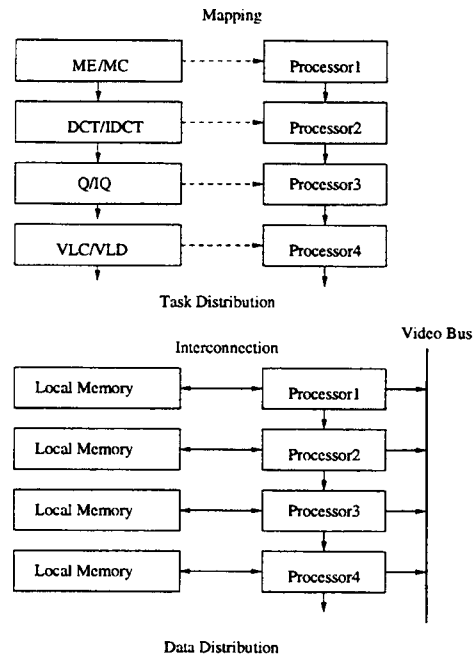 Mapping
ME/MC
Processor1
DCT/IDCT
Processor2
Q/IQ
Processor3
VLC/VLD
Processor4
Task Distribution
Video Bus
Interconnection
Local Memory
Processor1
Local Memory
Processor2
Local Memory
Processor3
Local Memory
Processor4
Data Distribution